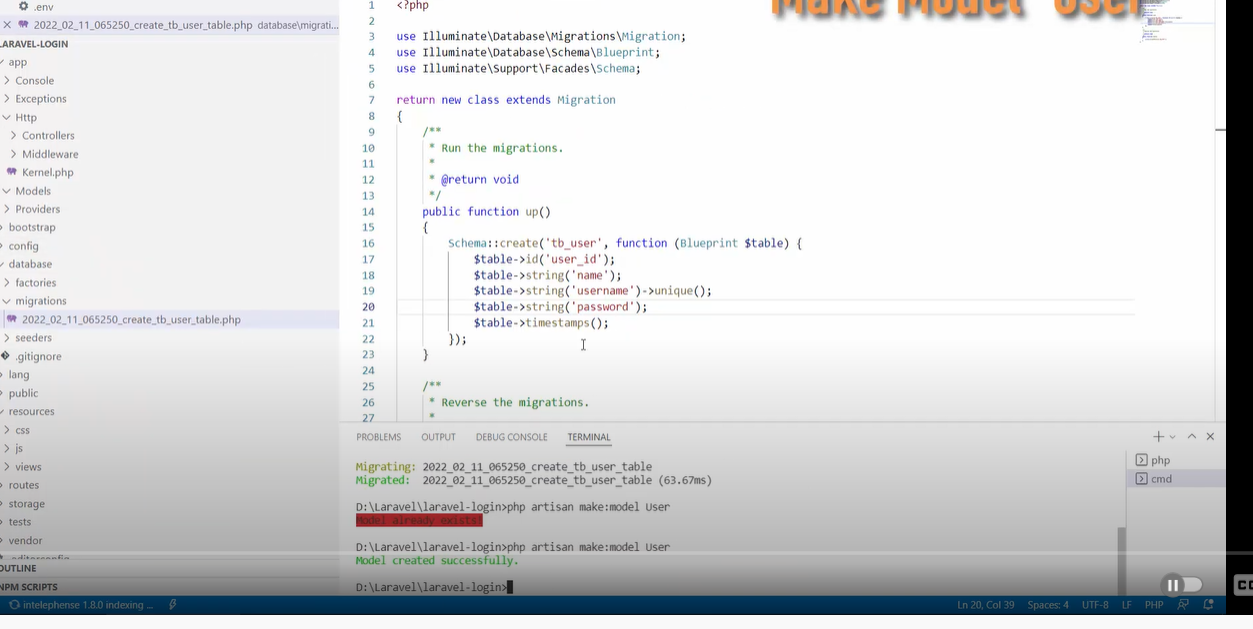 .env
2022_02_11_065250_create_tb_user_table.php database\migrati...
LARAVEL-LOGIN
app
Console
Exceptions
Http
Controllers
Middleware
Kernel.php
Models
Providers
bootstrap
config
database
factories
migrations
2022_02_11_065250_create_tb_user_table.php
seeders
.gitignore
lang
public
resources
css
js
views
routes
storage
tests
vendor
.editorconfig
OUTLINE
NPM SCRIPTS
Make Model "User"
1 <?php
2
3 use Illuminate\Database\Migrations\Migration;
4 use Illuminate\Database\Schema\Blueprint;
5 use Illuminate\Support\Facades\Schema;
6
7 return new class extends Migration
8 {
9 /**
10 * Run the migrations.
11 *
12 * @return void
13 */
14 public function up()
15 {
16 Schema::create('tb_user', function (Blueprint $table) {
17 $table->id('user_id');
18 $table->string('name');
19 $table->string('username')->unique();
20 $table->string('password');
21 $table->timestamps();
22 });
23 }
24
25 /**
26 * Reverse the migrations.
27 *
PROBLEMS OUTPUT DEBUG CONSOLE TERMINAL
Migrating: 2022_02_11_065250_create_tb_user_table
Migrated: 2022_02_11_065250_create_tb_user_table (63.67ms)
D:\Laravel\laravel-login>php artisan make:model User
Model already exists!
D:\Laravel\laravel-login>php artisan make:model User
Model created successfully.
D:\Laravel\laravel-login>
php
cmd
CC
intelephense 1.8.0 indexing ... Ln 20, Col 39 Spaces: 4 UTF-8 LF PHP